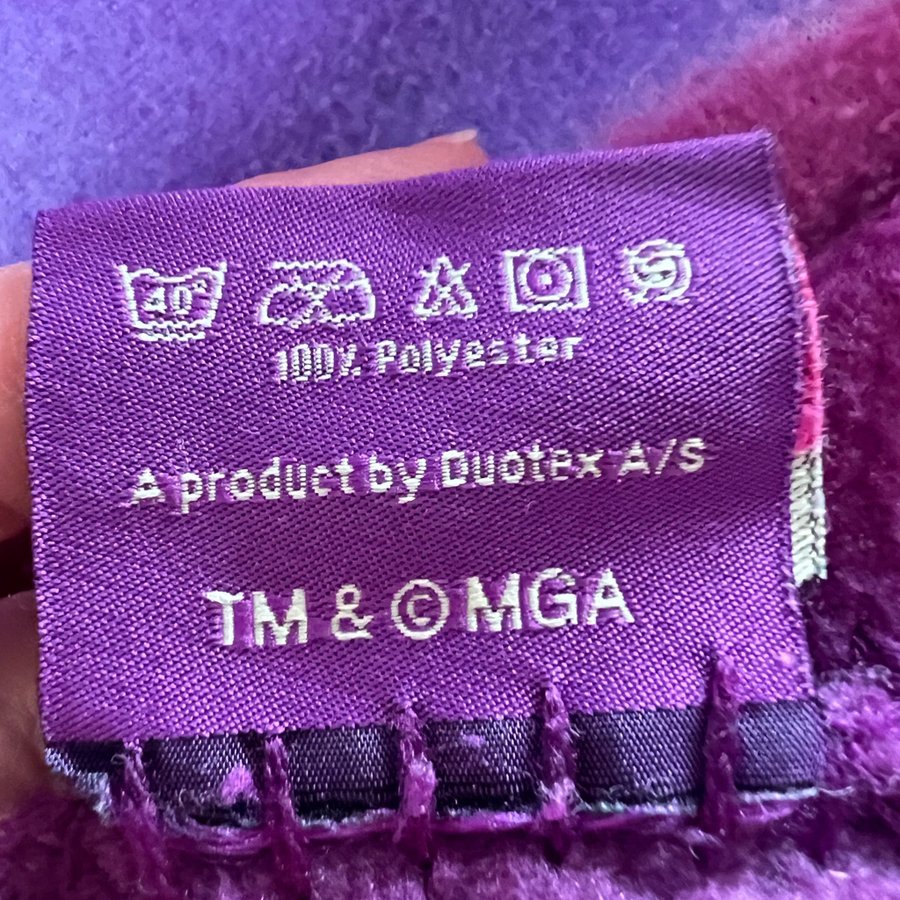 40°
100% Polyester
A product by Duotex A/S
TM & © MGA